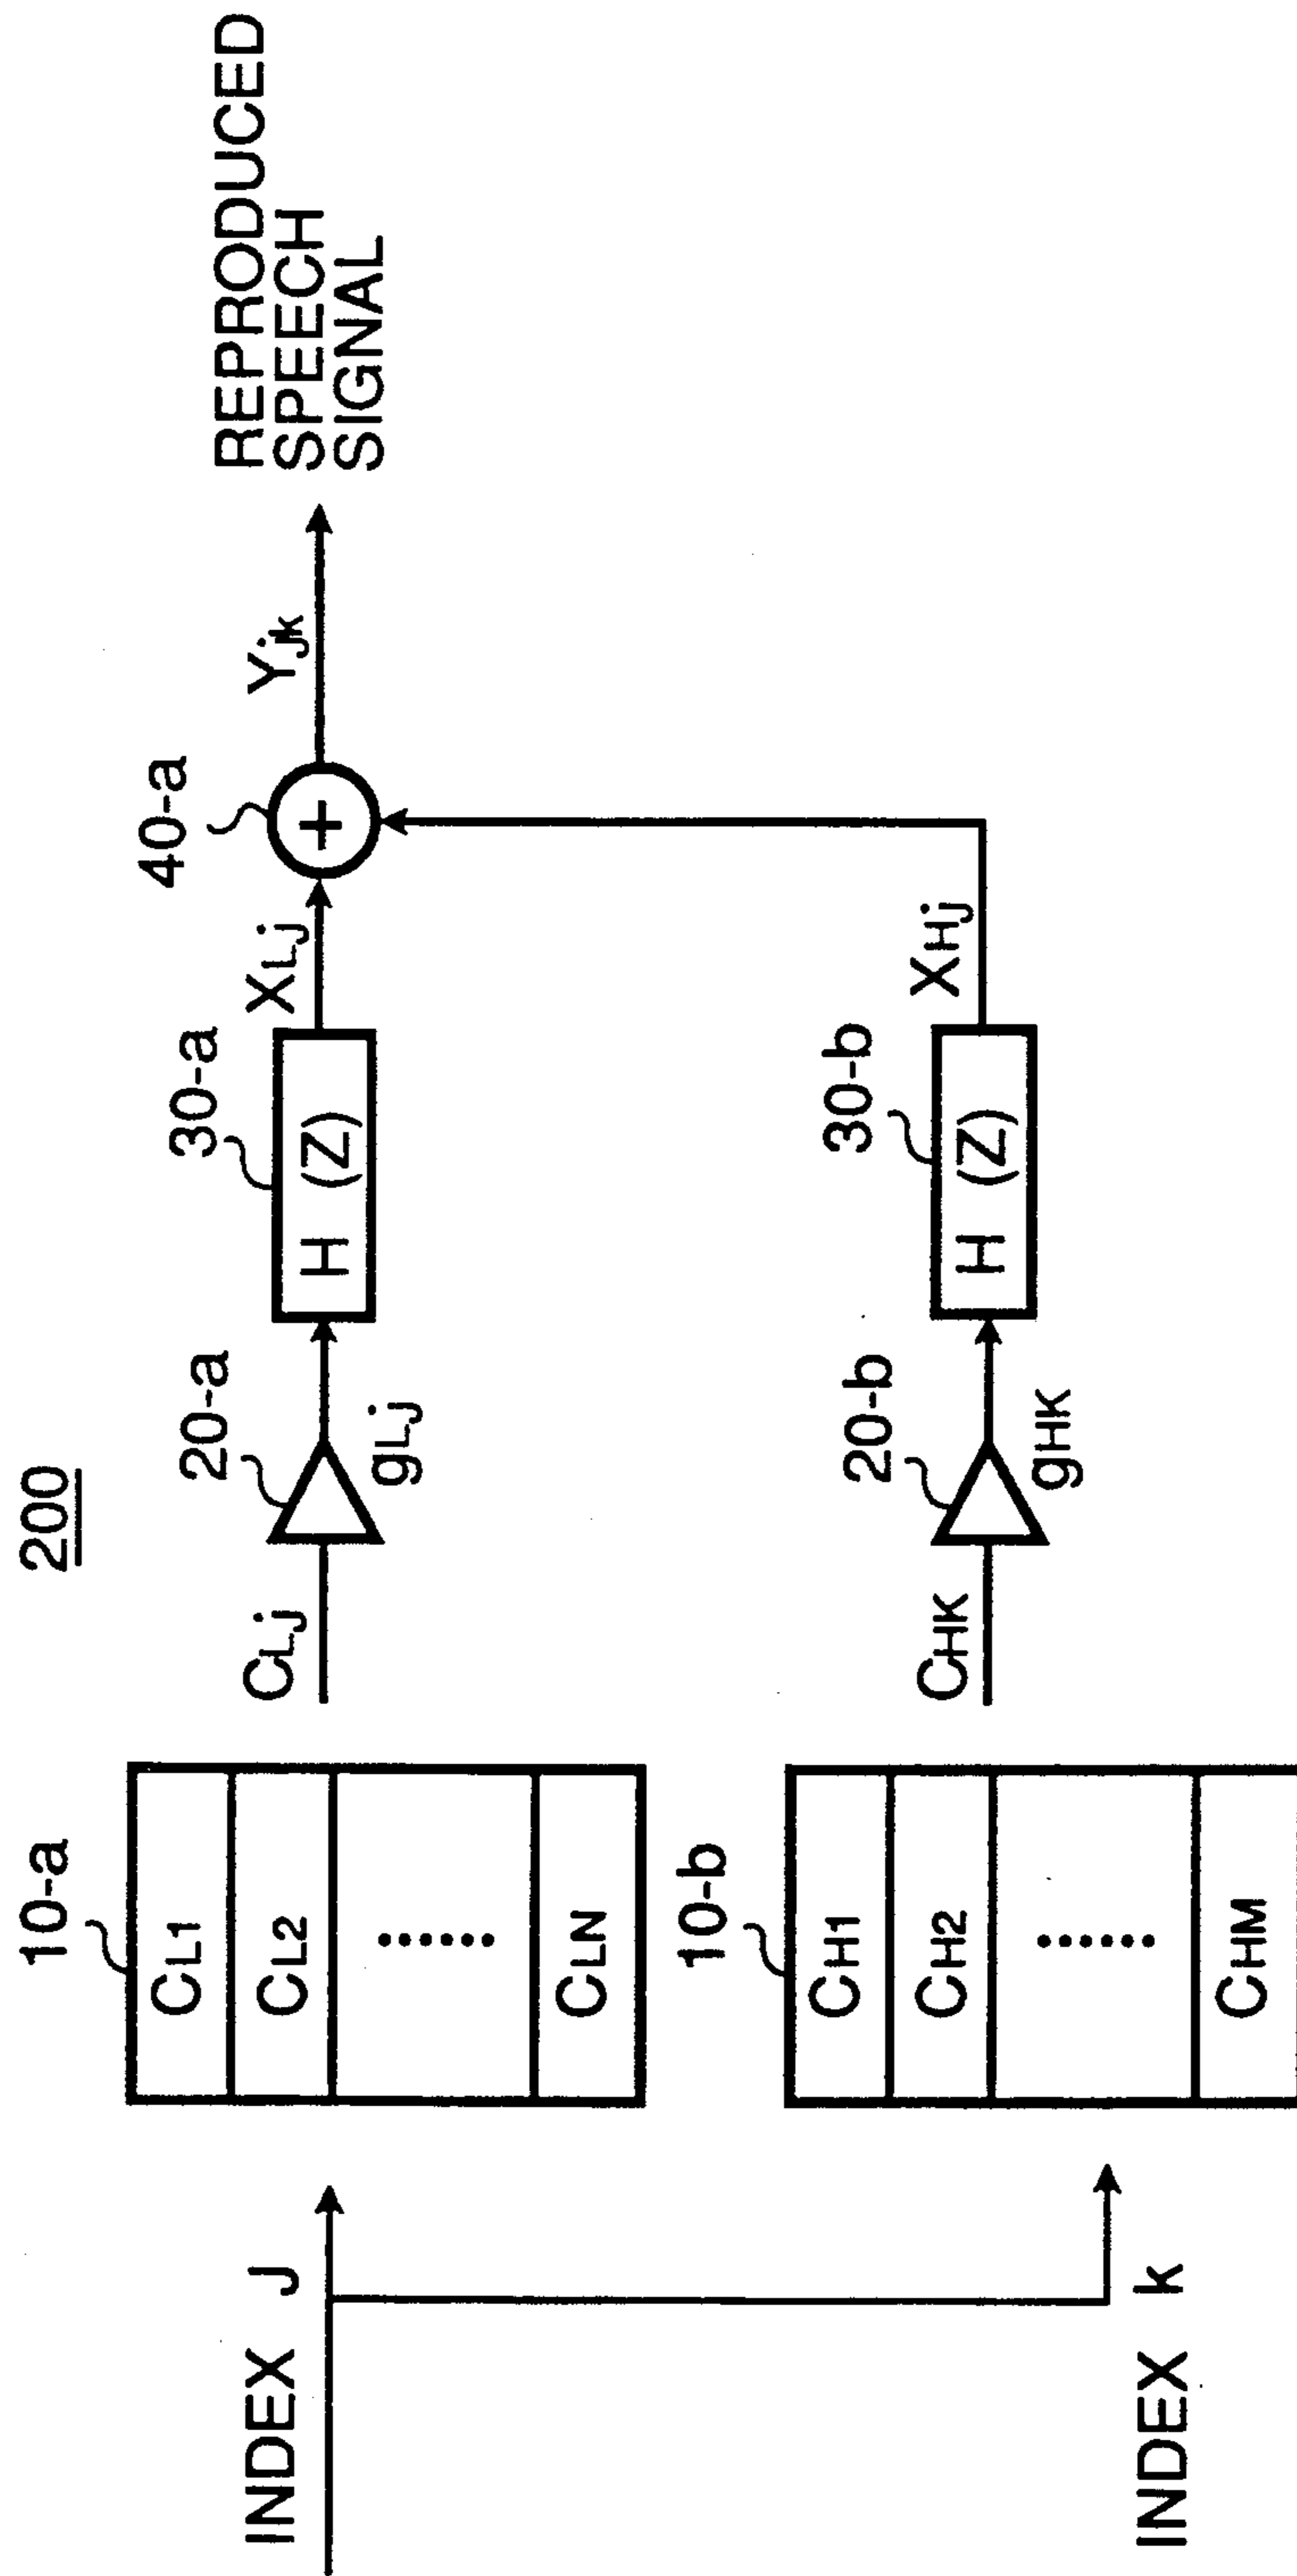 200
INDEX J
10-a
CL1
CL2
......
CLN
CLj
20-a
gLj
30-a
H (Z)
XLj
40-a
+
Yjk
REPRODUCED
SPEECH
SIGNAL
INDEX k
10-b
CH1
CH2
......
CHM
CHK
20-b
gHK
30-b
H (Z)
XHj